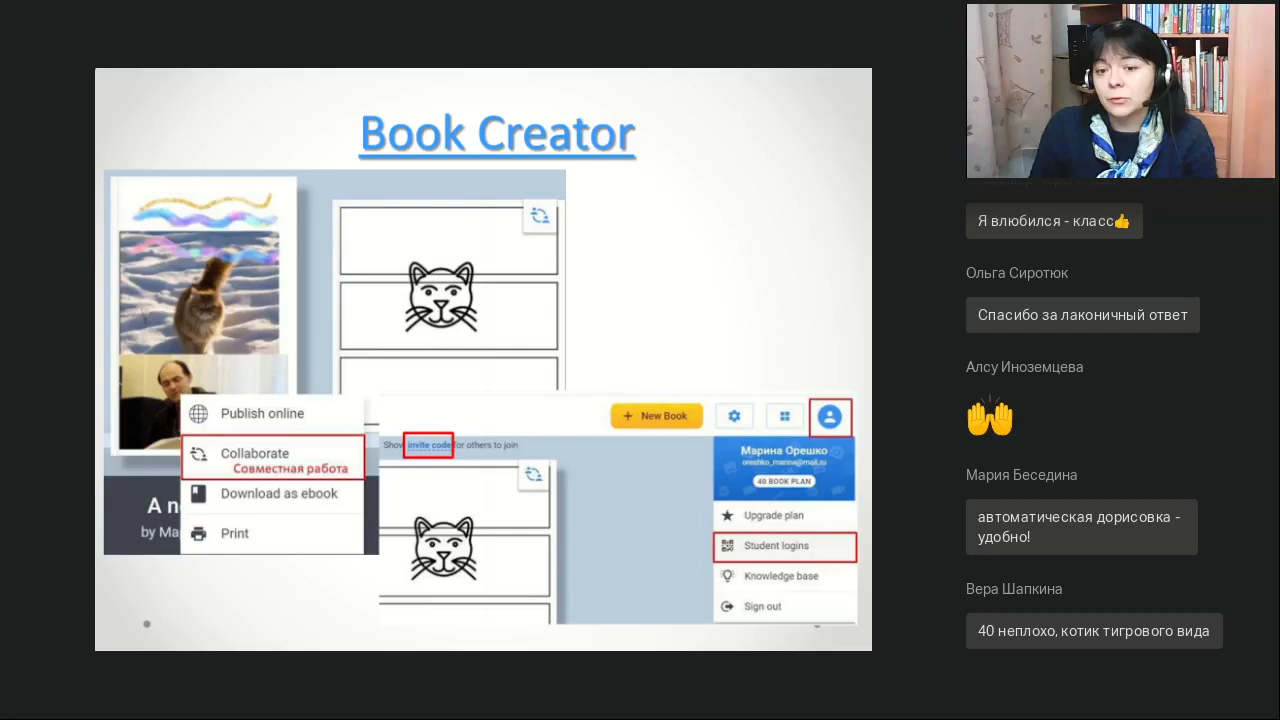 Book Creator
Publish online
Collaborate
Совместная работа
Download as ebook
Print
A n
by Ma
+ New Book
Show invite code for others to join
Марина Орешко
oreshko_marina@mail.ru
40 BOOK PLAN
Upgrade plan
Student logins
Knowledge base
Sign out
Я влюбился - класс👍
Ольга Сиротюк
Спасибо за лаконичный ответ
Алсу Иноземцева
🙌
Мария Беседина
автоматическая дорисовка -
удобно!
Вера Шапкина
40 неплохо, котик тигрового вида